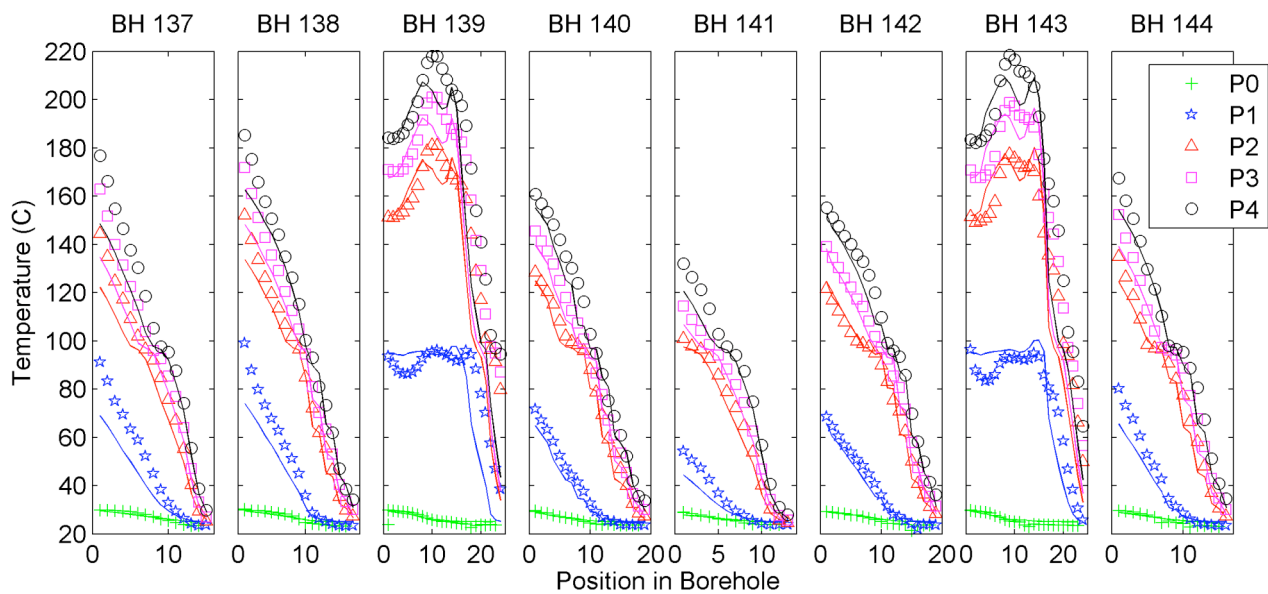 BH 137 BH 138 BH 139 BH 140 BH 141 BH 142 BH 143 BH 144
220
200
180
160
140
120
100
80
60
40
20
Temperature (C)
P0
P1
P2
P3
P4
0 10 0 10 0 10 20 0 10 20 0 5 10 0 10 20 0 10 20 0 10
Position in Borehole